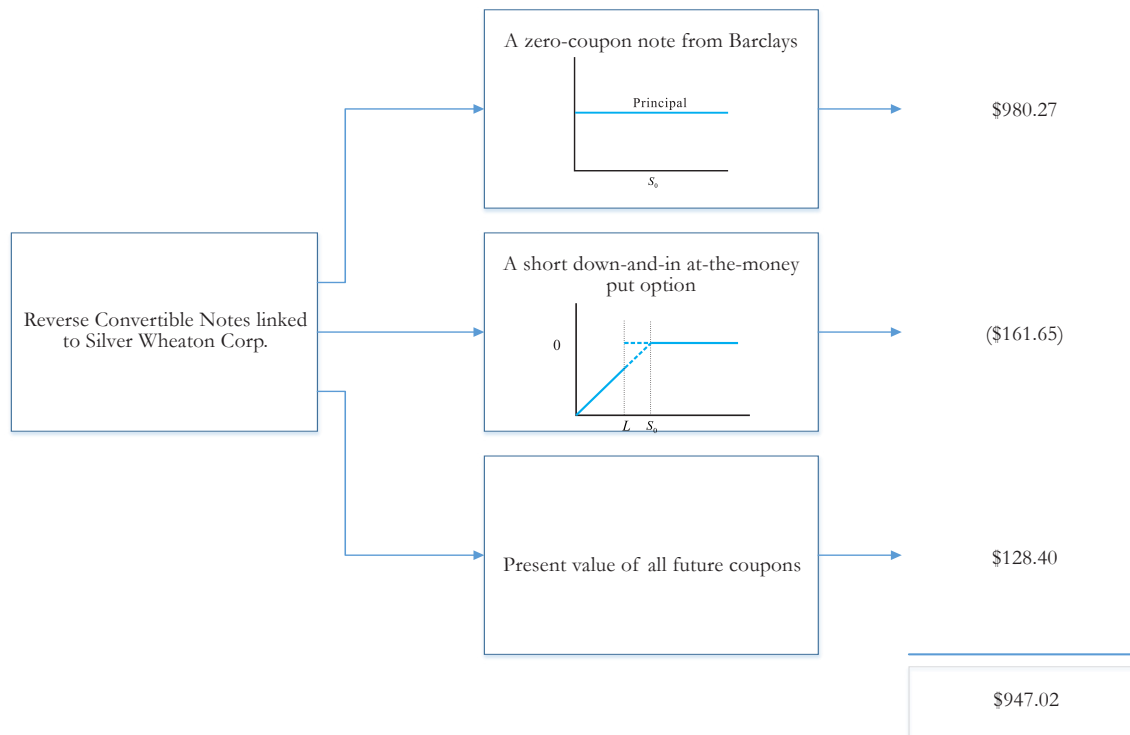 A zero-coupon note from Barclays
Principal
S₀
$980.27
Reverse Convertible Notes linked
to Silver Wheaton Corp.
A short down-and-in at-the-money
put option
0
L
S₀
($161.65)
Present value of all future coupons
$128.40
$947.02